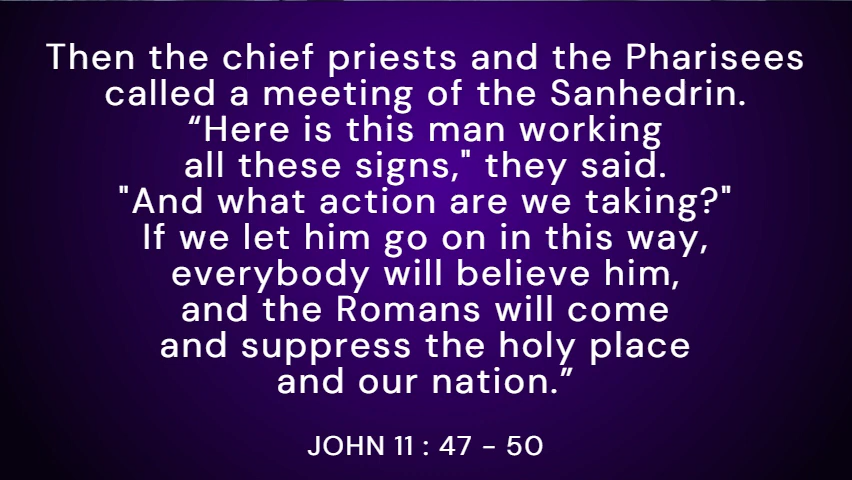 Then the chief priests and the Pharisees
called a meeting of the Sanhedrin.
“Here is this man working
all these signs," they said.
"And what action are we taking?"
If we let him go on in this way,
everybody will believe him,
and the Romans will come
and suppress the holy place
and our nation.”
JOHN 11 : 47 – 50